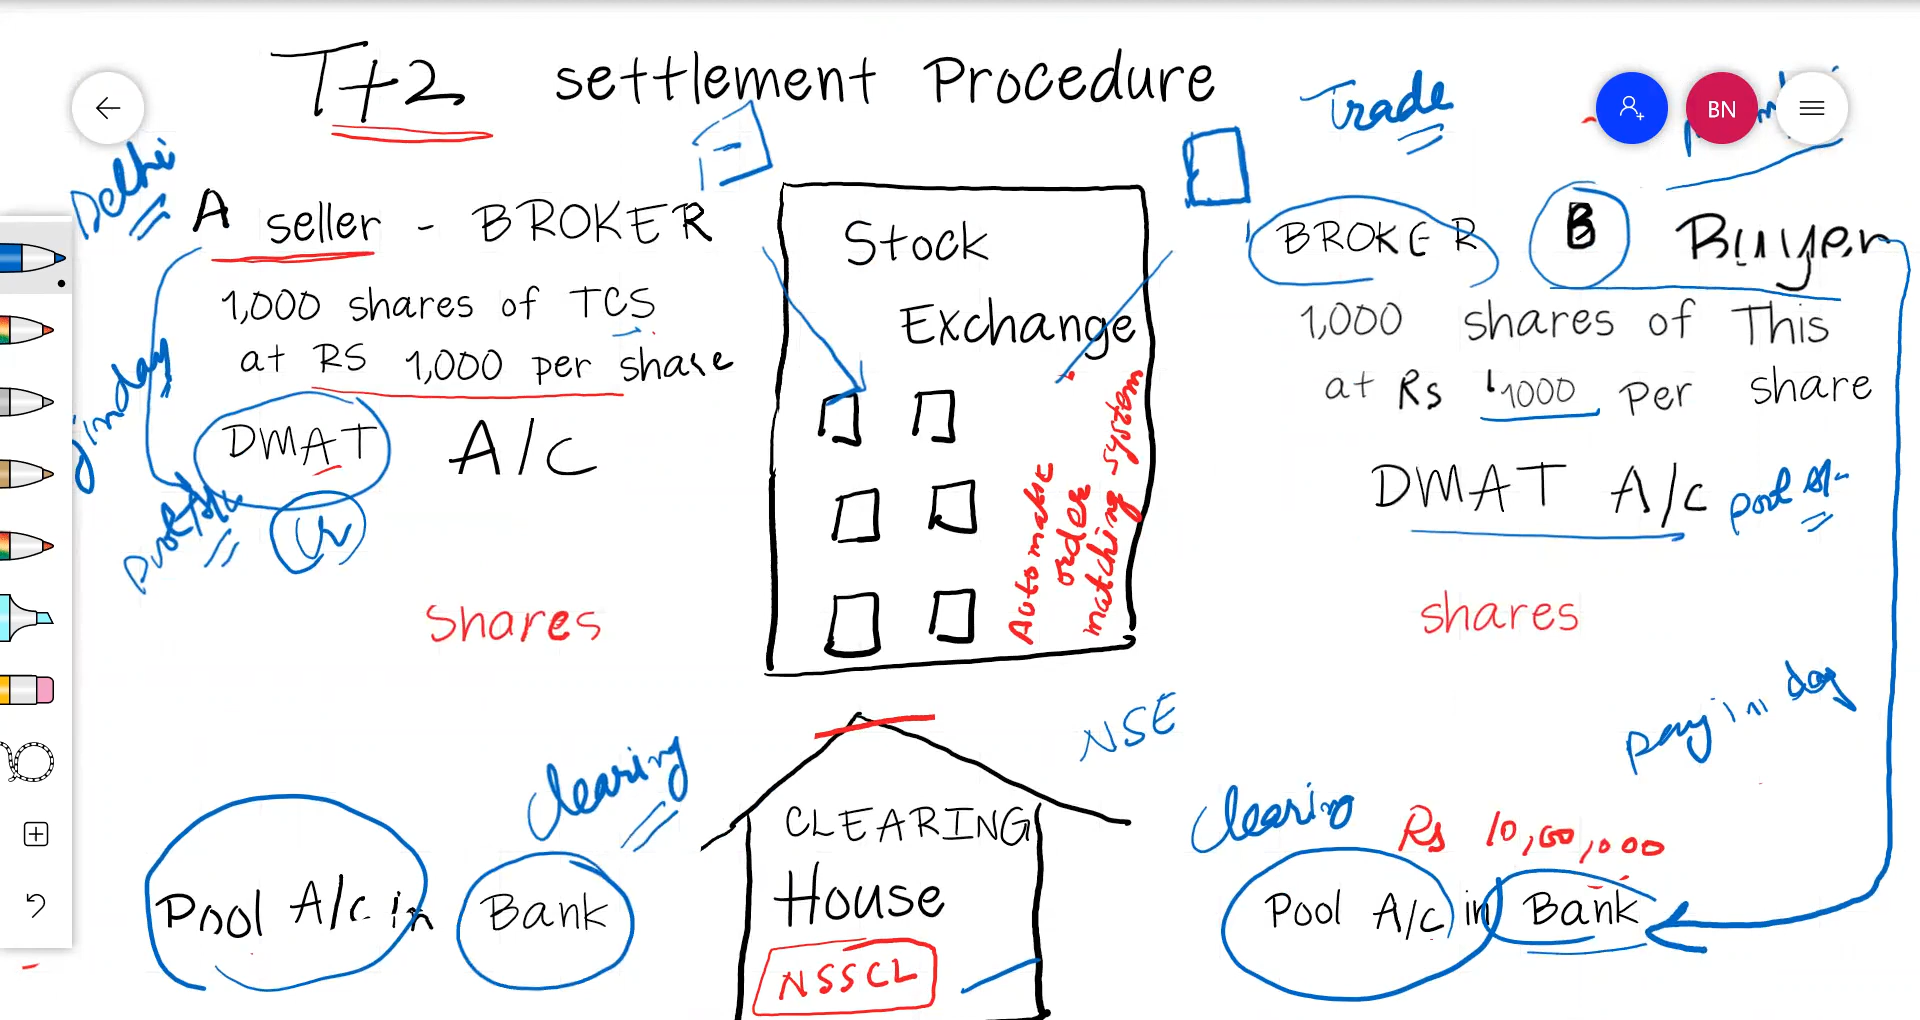 T+2 settlement Procedure
Trade
BN
Delhi
A seller - BROKER
1,000 shares of TCS
at RS 1,000 per share
DMAT A/C
Shares
Stock
Exchange
Automatic
order
matching system
BROKER B Buyer
1,000 shares of This
at Rs 1000 per share
DMAT A/C pool A/c
shares
pay in day
NSE
clearing
Pool A/c in Bank
CLEARING
House
NSSCL
clearing
Rs 10,00,000
Pool A/C in Bank